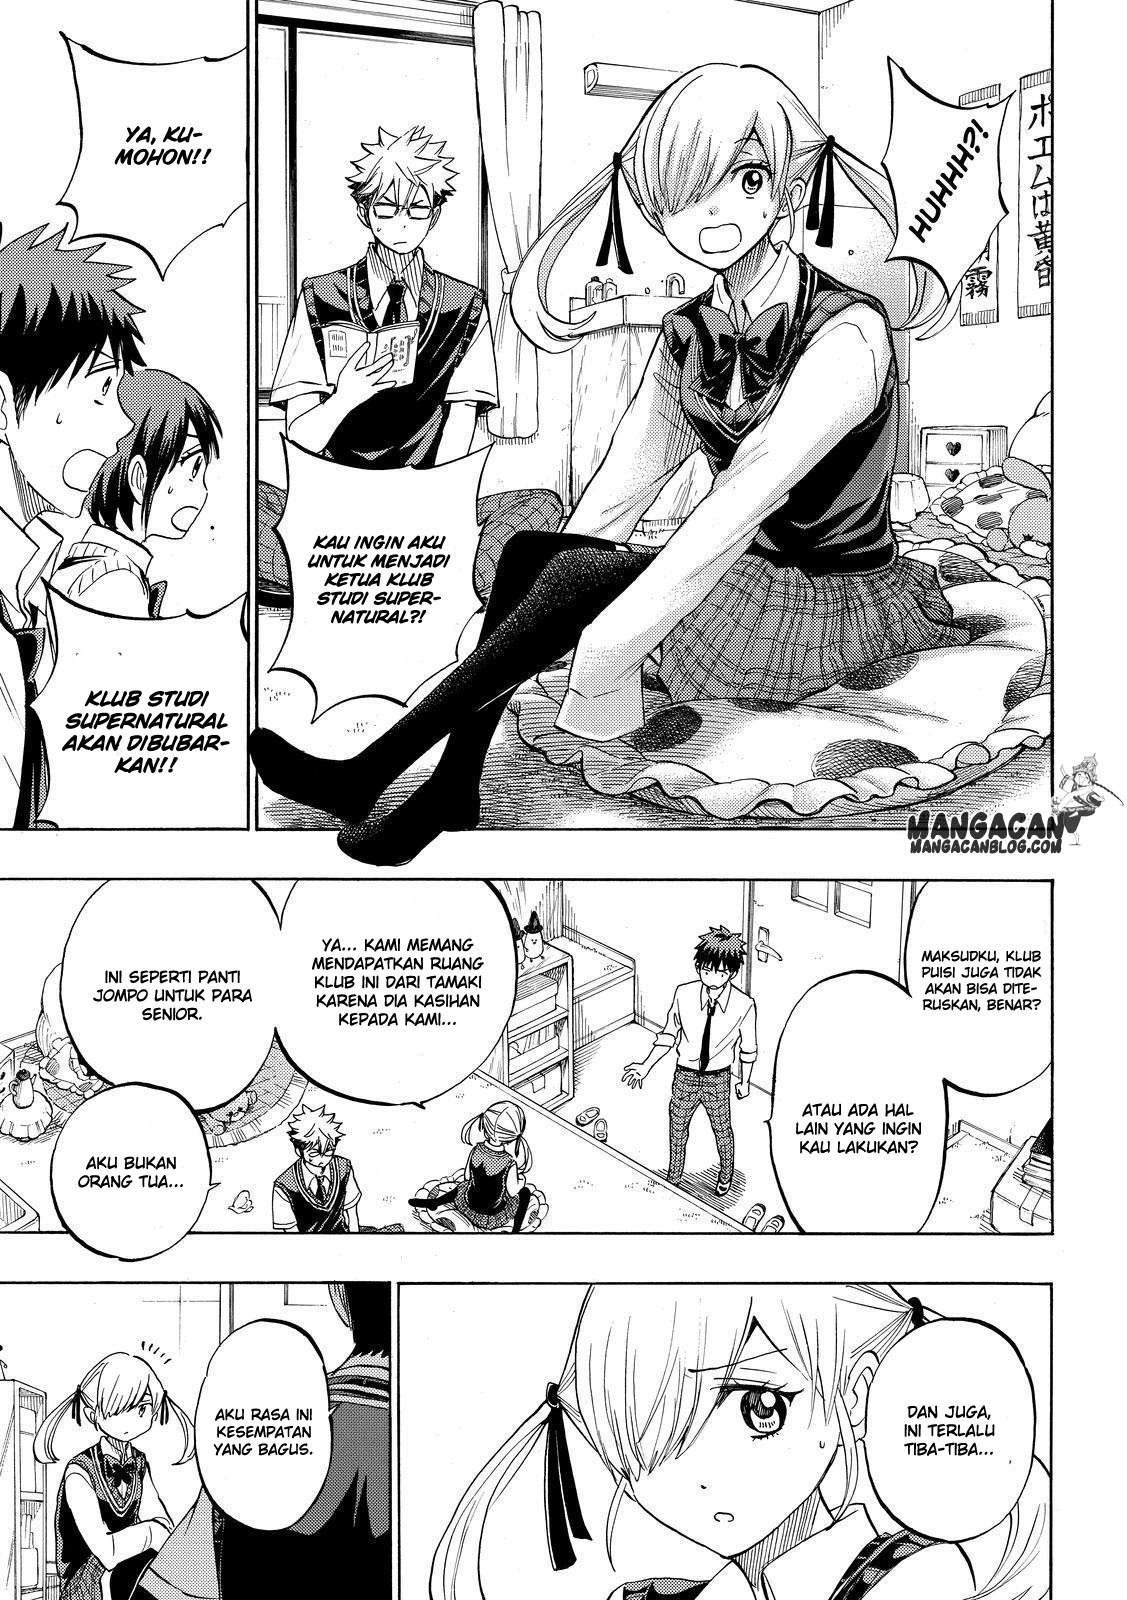 HUHHH?!
ポエムは黄昏
霧
KAU INGIN AKU
UNTUK MENJADI
KETUA KLUB
STUDI SUPER-
NATURAL?!
YA, KU-
MOHON!!
KLUB STUDI
SUPERNATURAL
AKAN DIBUBAR-
KAN!!
MANGACAN
MANGACANBLOG.COM
MAKSUDKU, KLUB
PUISI JUGA TIDAK
AKAN BISA DITE-
RUSKAN, BENAR?
ATAU ADA HAL
LAIN YANG INGIN
KAU LAKUKAN?
YA... KAMI MEMANG
MENDAPATKAN RUANG
KLUB INI DARI TAMAKI
KARENA DIA KASIHAN
KEPADA KAMI...
INI SEPERTI PANTI
JOMPO UNTUK PARA
SENIOR.
AKU BUKAN
ORANG TUA...
DAN JUGA,
INI TERLALU
TIBA-TIBA...
AKU RASA INI
KESEMPATAN
YANG BAGUS.